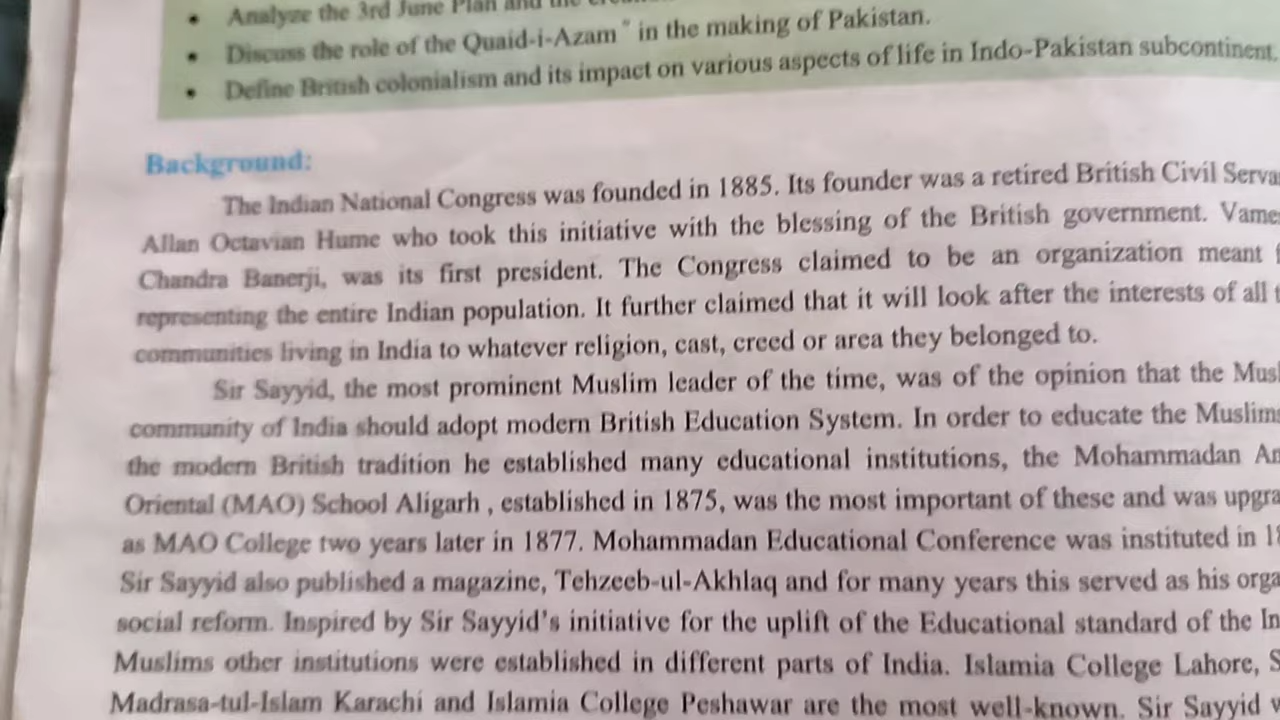 • Analyze the 3rd June Plan and the
• Discuss the role of the Quaid-i-Azam in the making of Pakistan.
• Define British colonialism and its impact on various aspects of life in Indo-Pakistan subcontinent.
Background:
The Indian National Congress was founded in 1885. Its founder was a retired British Civil Serva
Allan Octavian Hume who took this initiative with the blessing of the British government. Vame
Chandra Banerji, was its first president. The Congress claimed to be an organization meant
representing the entire Indian population. It further claimed that it will look after the interests of all t
communities living in India to whatever religion, cast, creed or area they belonged to.
Sir Sayyid, the most prominent Muslim leader of the time, was of the opinion that the Musl
community of India should adopt modern British Education System. In order to educate the Muslims
the modern British tradition he established many educational institutions, the Mohammadan An
Oriental (MAO) School Aligarh , established in 1875, was the most important of these and was upgra
as MAO College two years later in 1877. Mohammadan Educational Conference was instituted in 18
Sir Sayyid also published a magazine, Tehzeeb-ul-Akhlaq and for many years this served as his orga
social reform. Inspired by Sir Sayyid's initiative for the uplift of the Educational standard of the In
Muslims other institutions were established in different parts of India. Islamia College Lahore, S
Madrasa-tul-Islam Karachi and Islamia College Peshawar are the most well-known. Sir Sayyid